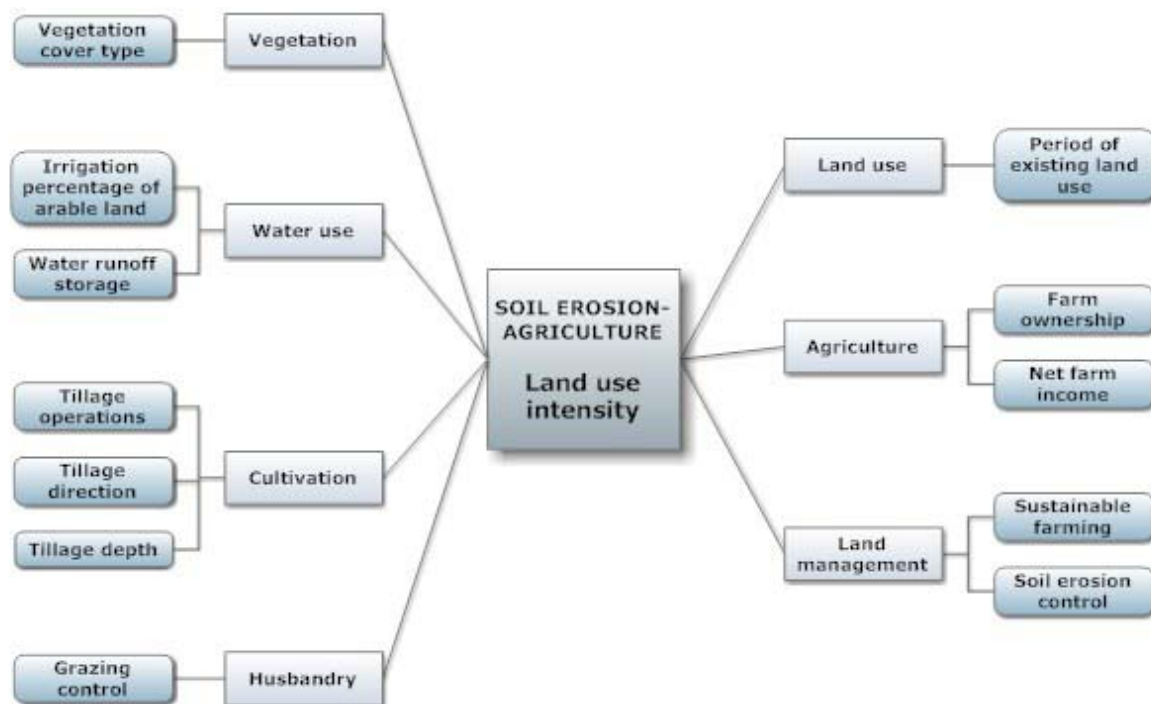 Vegetation
cover type
Vegetation
Irrigation
percentage of
arable land
Water runoff
storage
Water use
Tillage
operations
Tillage
direction
Tillage depth
Cultivation
Grazing
control
Husbandry
SOIL EROSION-
AGRICULTURE
Land use
intensity
Land use
Period of
existing land
use
Agriculture
Farm
ownership
Net farm
income
Land
management
Sustainable
farming
Soil erosion
control